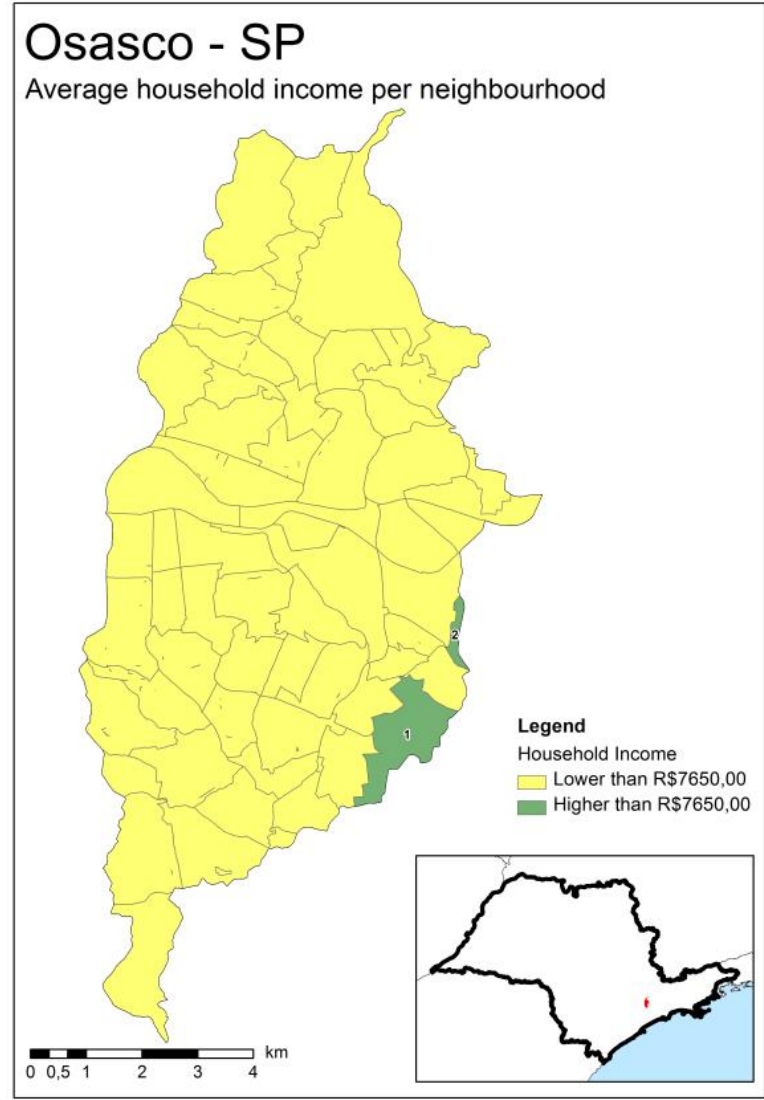 Osasco - SP
Average household income per neighbourhood
2
1
Legend
Household Income
Lower than R$7650,00
Higher than R$7650,00
km
0 0,5 1 2 3 4